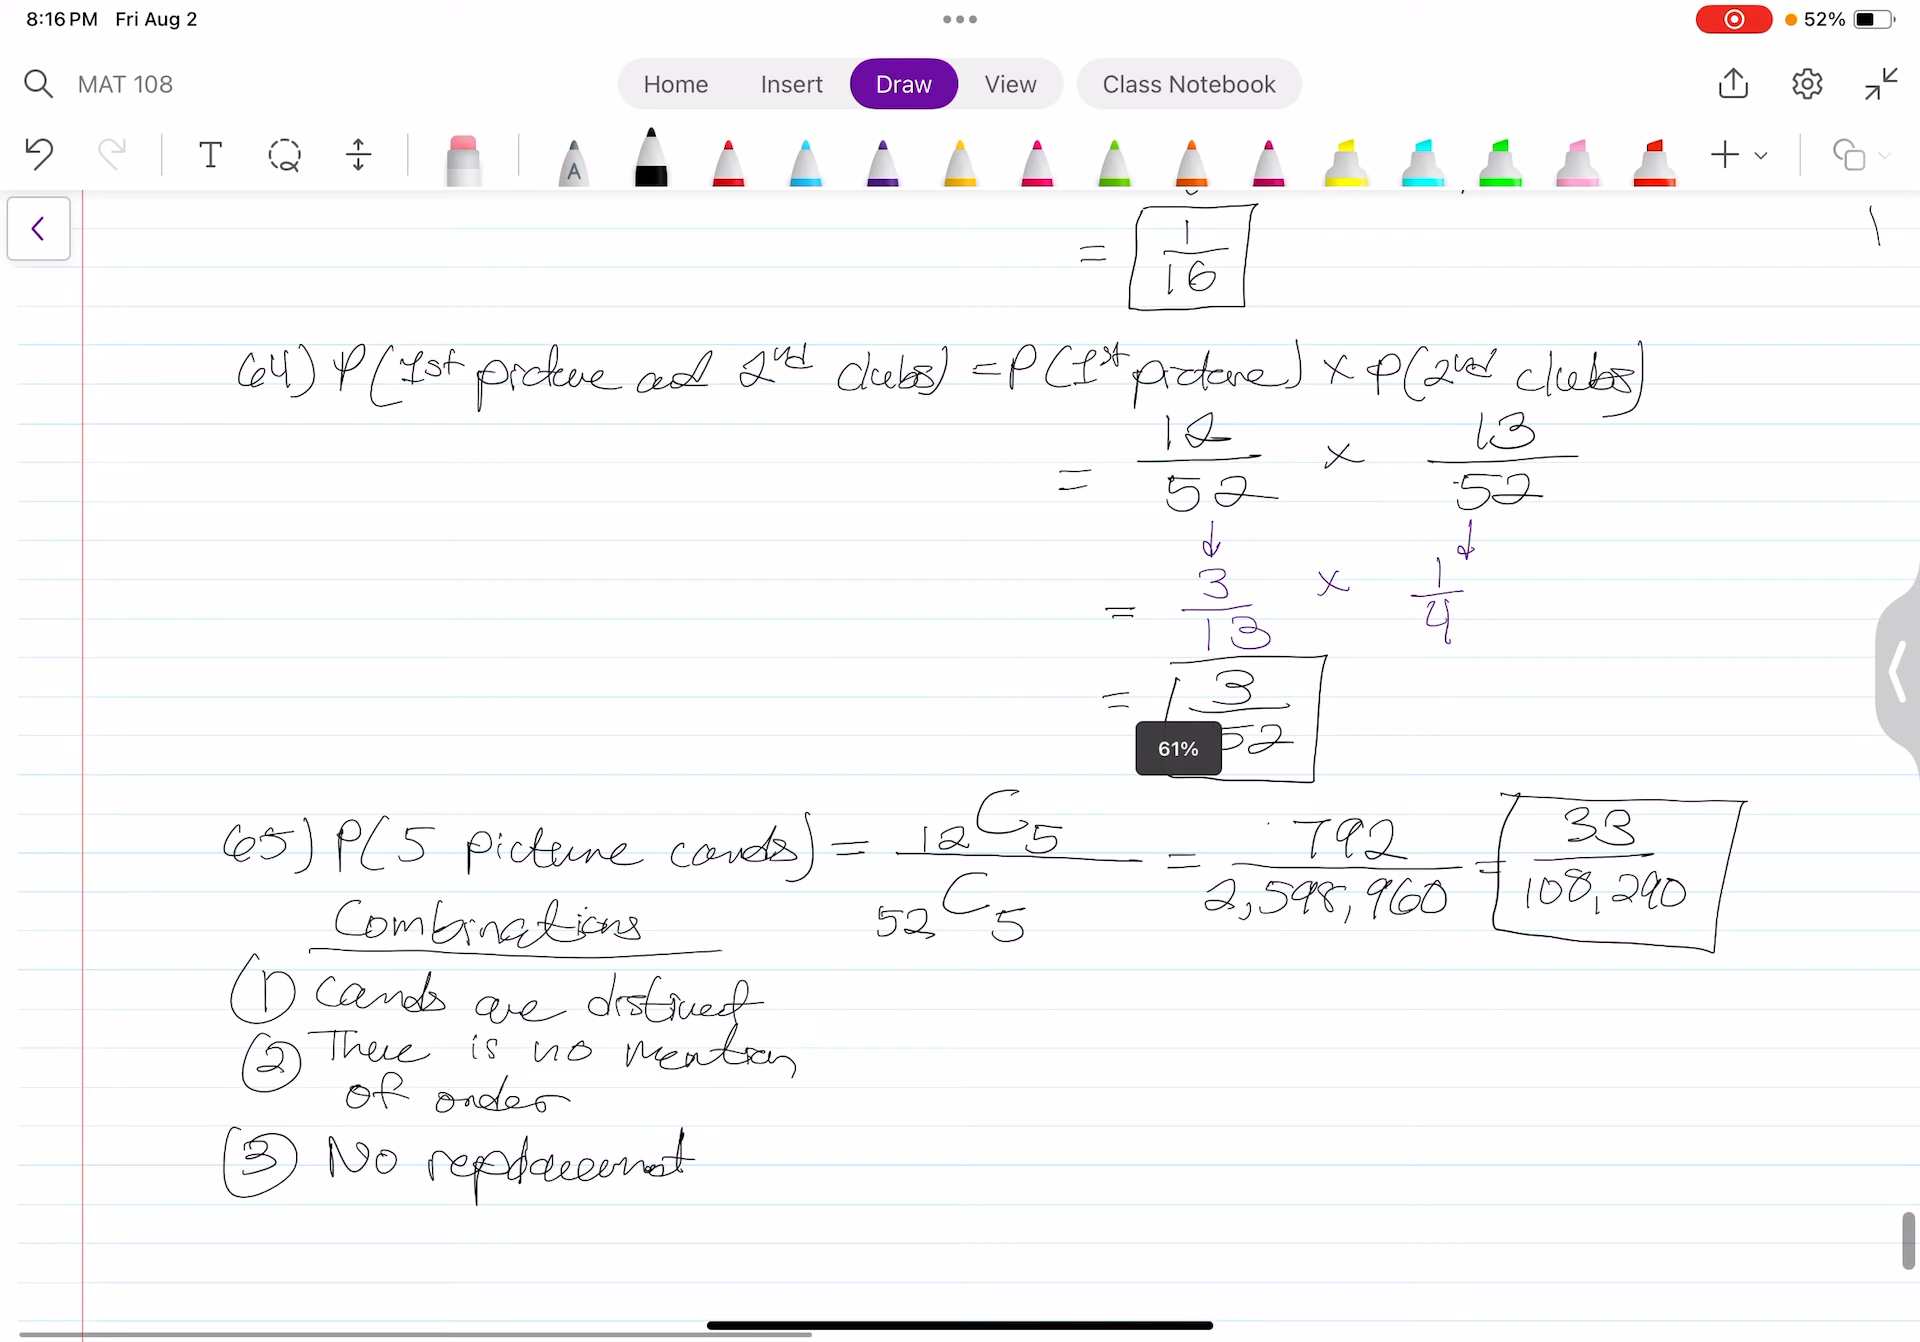 8:16 PM Fri Aug 2
52%
MAT 108
Home Insert Draw View Class Notebook
T A
= 1/16
64) P(1st picture and 2nd clubs) = P(1st picture) × P(2nd clubs)
= 12/52 × 13/52
↓ ↓
= 3/13 × 1/4
= 3/52
61%
65) P(5 picture cards) = 12C5 / 52C5 = 792/2,598,960 = 33/108,290
Combinations
① Cards are distinct
② There is no mention
of order
③ No replacement